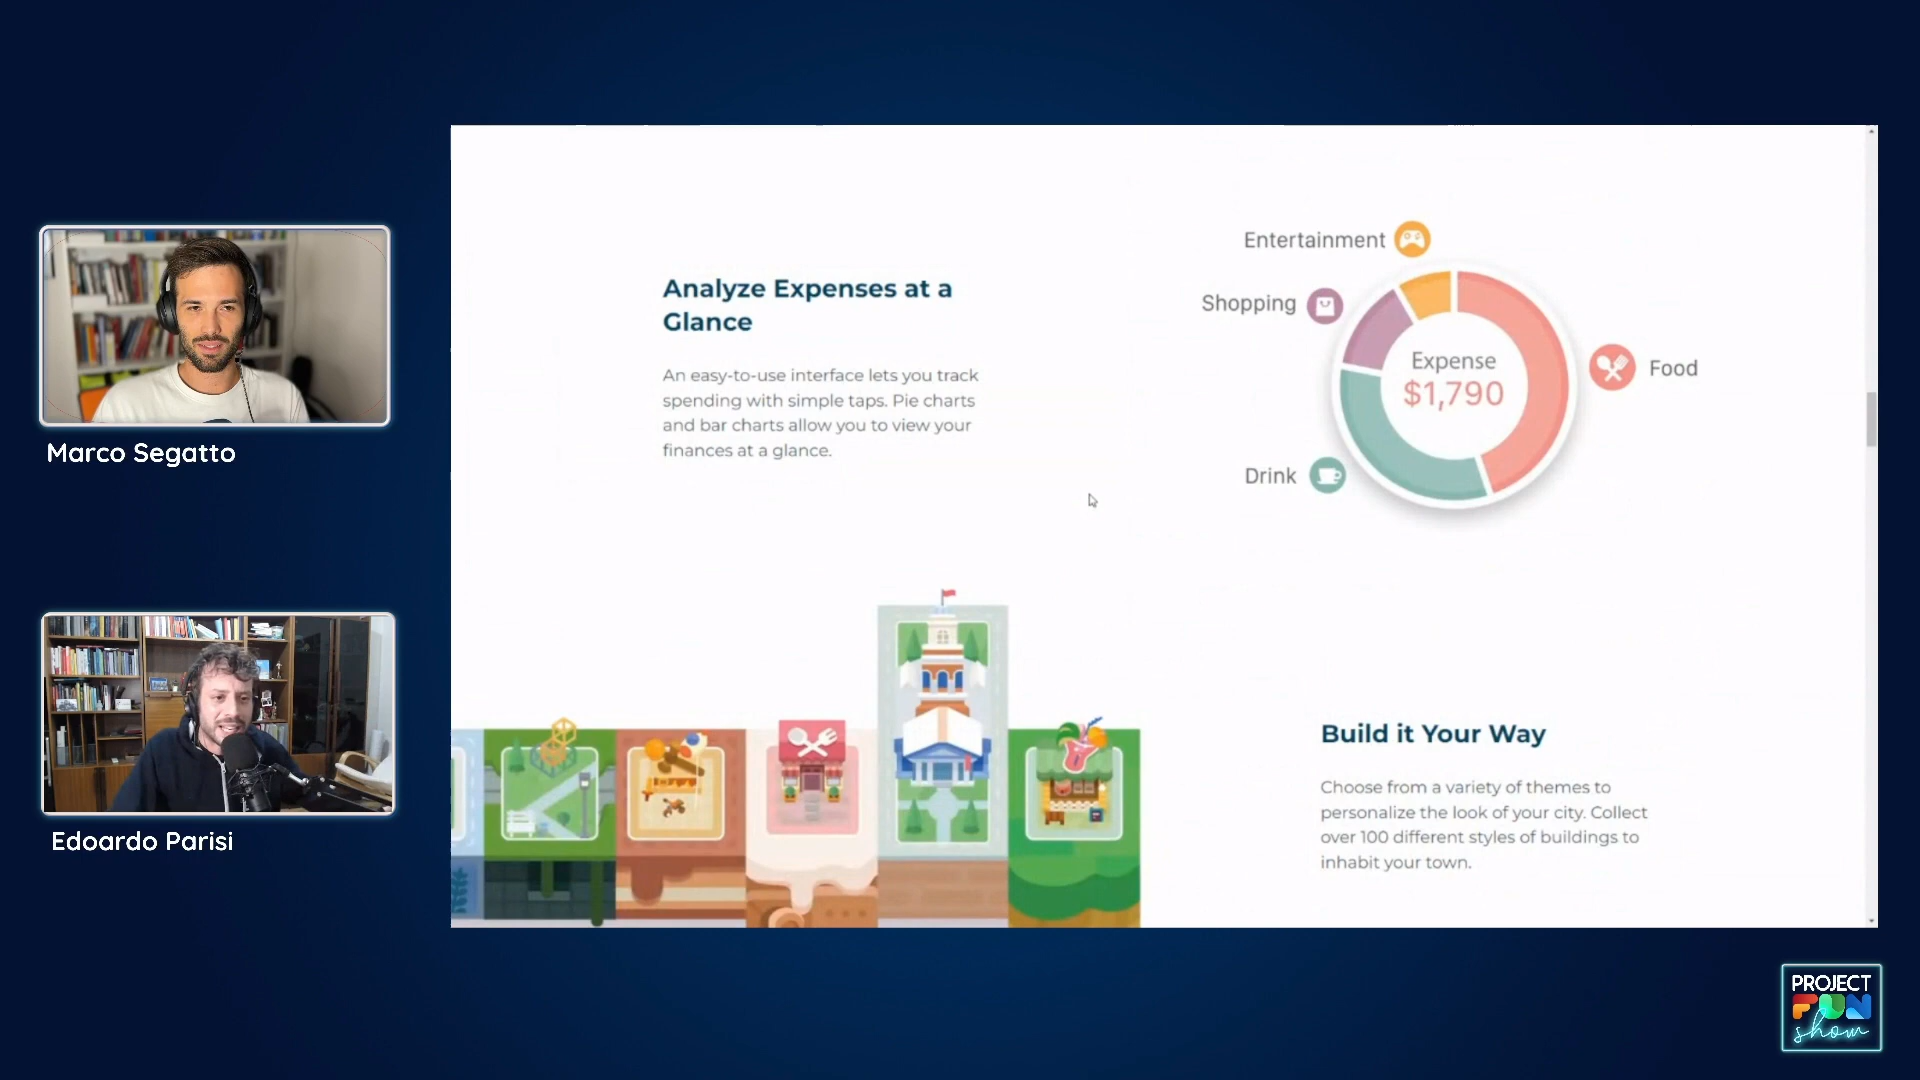 Marco Segatto
Edoardo Parisi
Analyze Expenses at a
Glance
An easy-to-use interface lets you track
spending with simple taps. Pie charts
and bar charts allow you to view your
finances at a glance.
Entertainment
Shopping
Expense
$1,790
Food
Drink
Build it Your Way
Choose from a variety of themes to
personalize the look of your city. Collect
over 100 different styles of buildings to
inhabit your town.
PROJECT
FUN
show